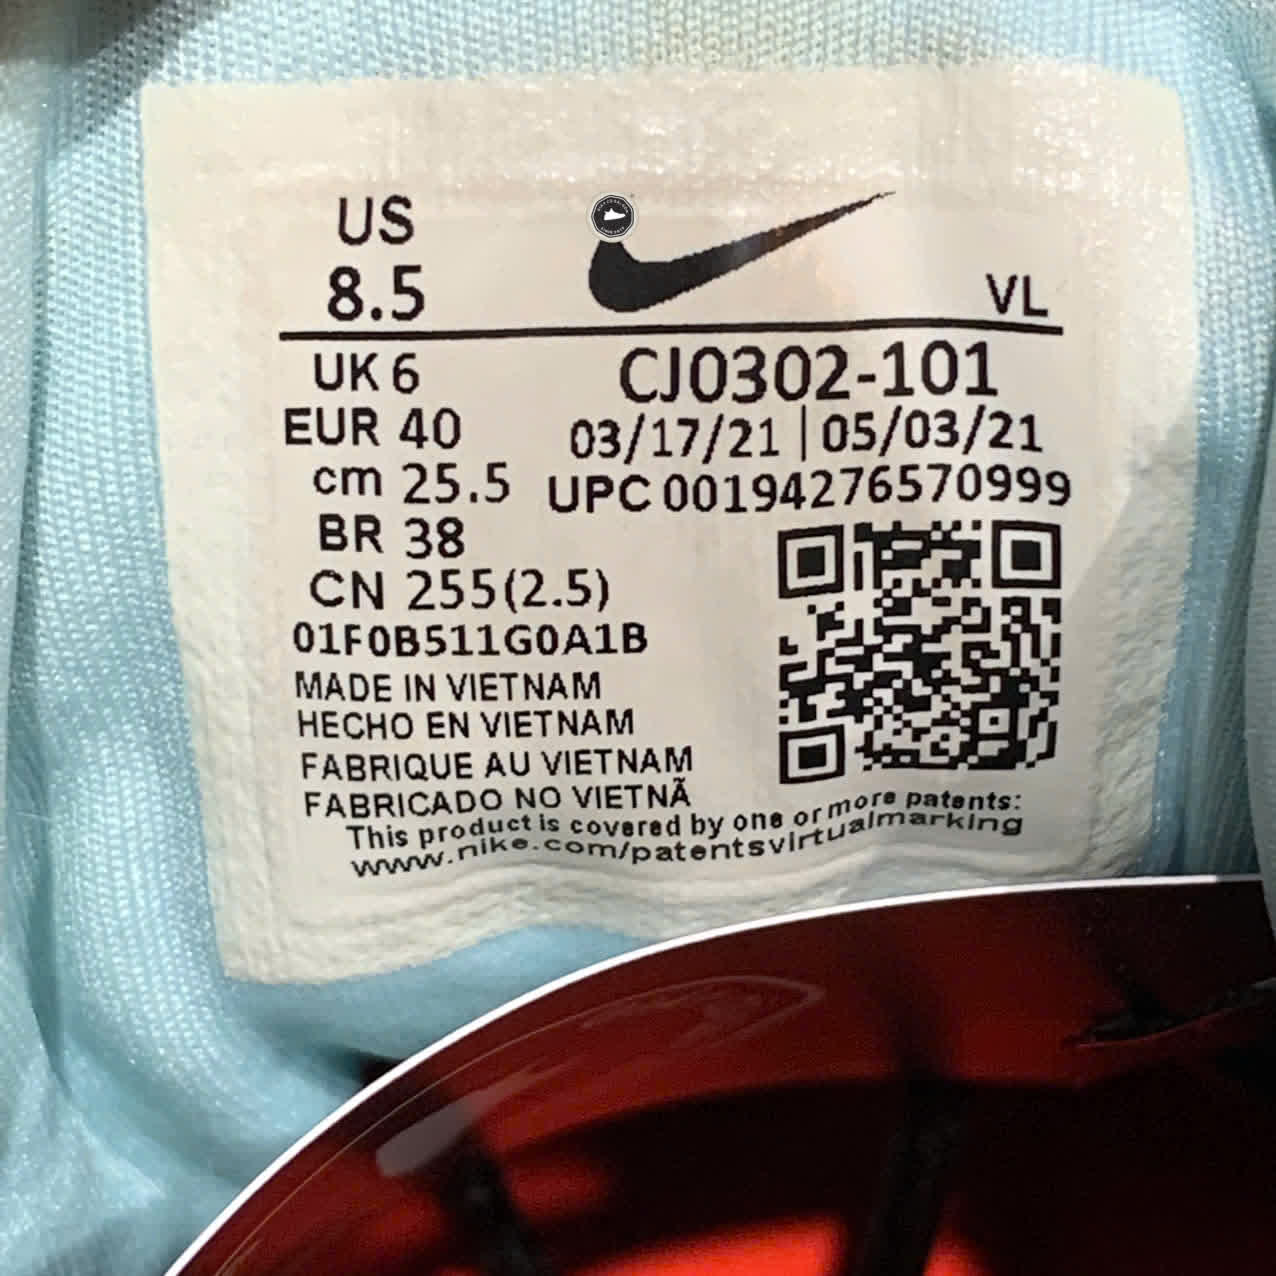 US
8.5
VL
UK 6
CJ0302-101
EUR 40
03/17/21 | 05/03/21
cm 25.5
UPC 00194276570999
BR 38
CN 255(2.5)
01F0B511G0A1B
MADE IN VIETNAM
HECHO EN VIETNAM
FABRIQUE AU VIETNAM
FABRICADO NO VIETNÃ
This product is covered by one or more patents:
www.nike.com/patentsvirtualmarking